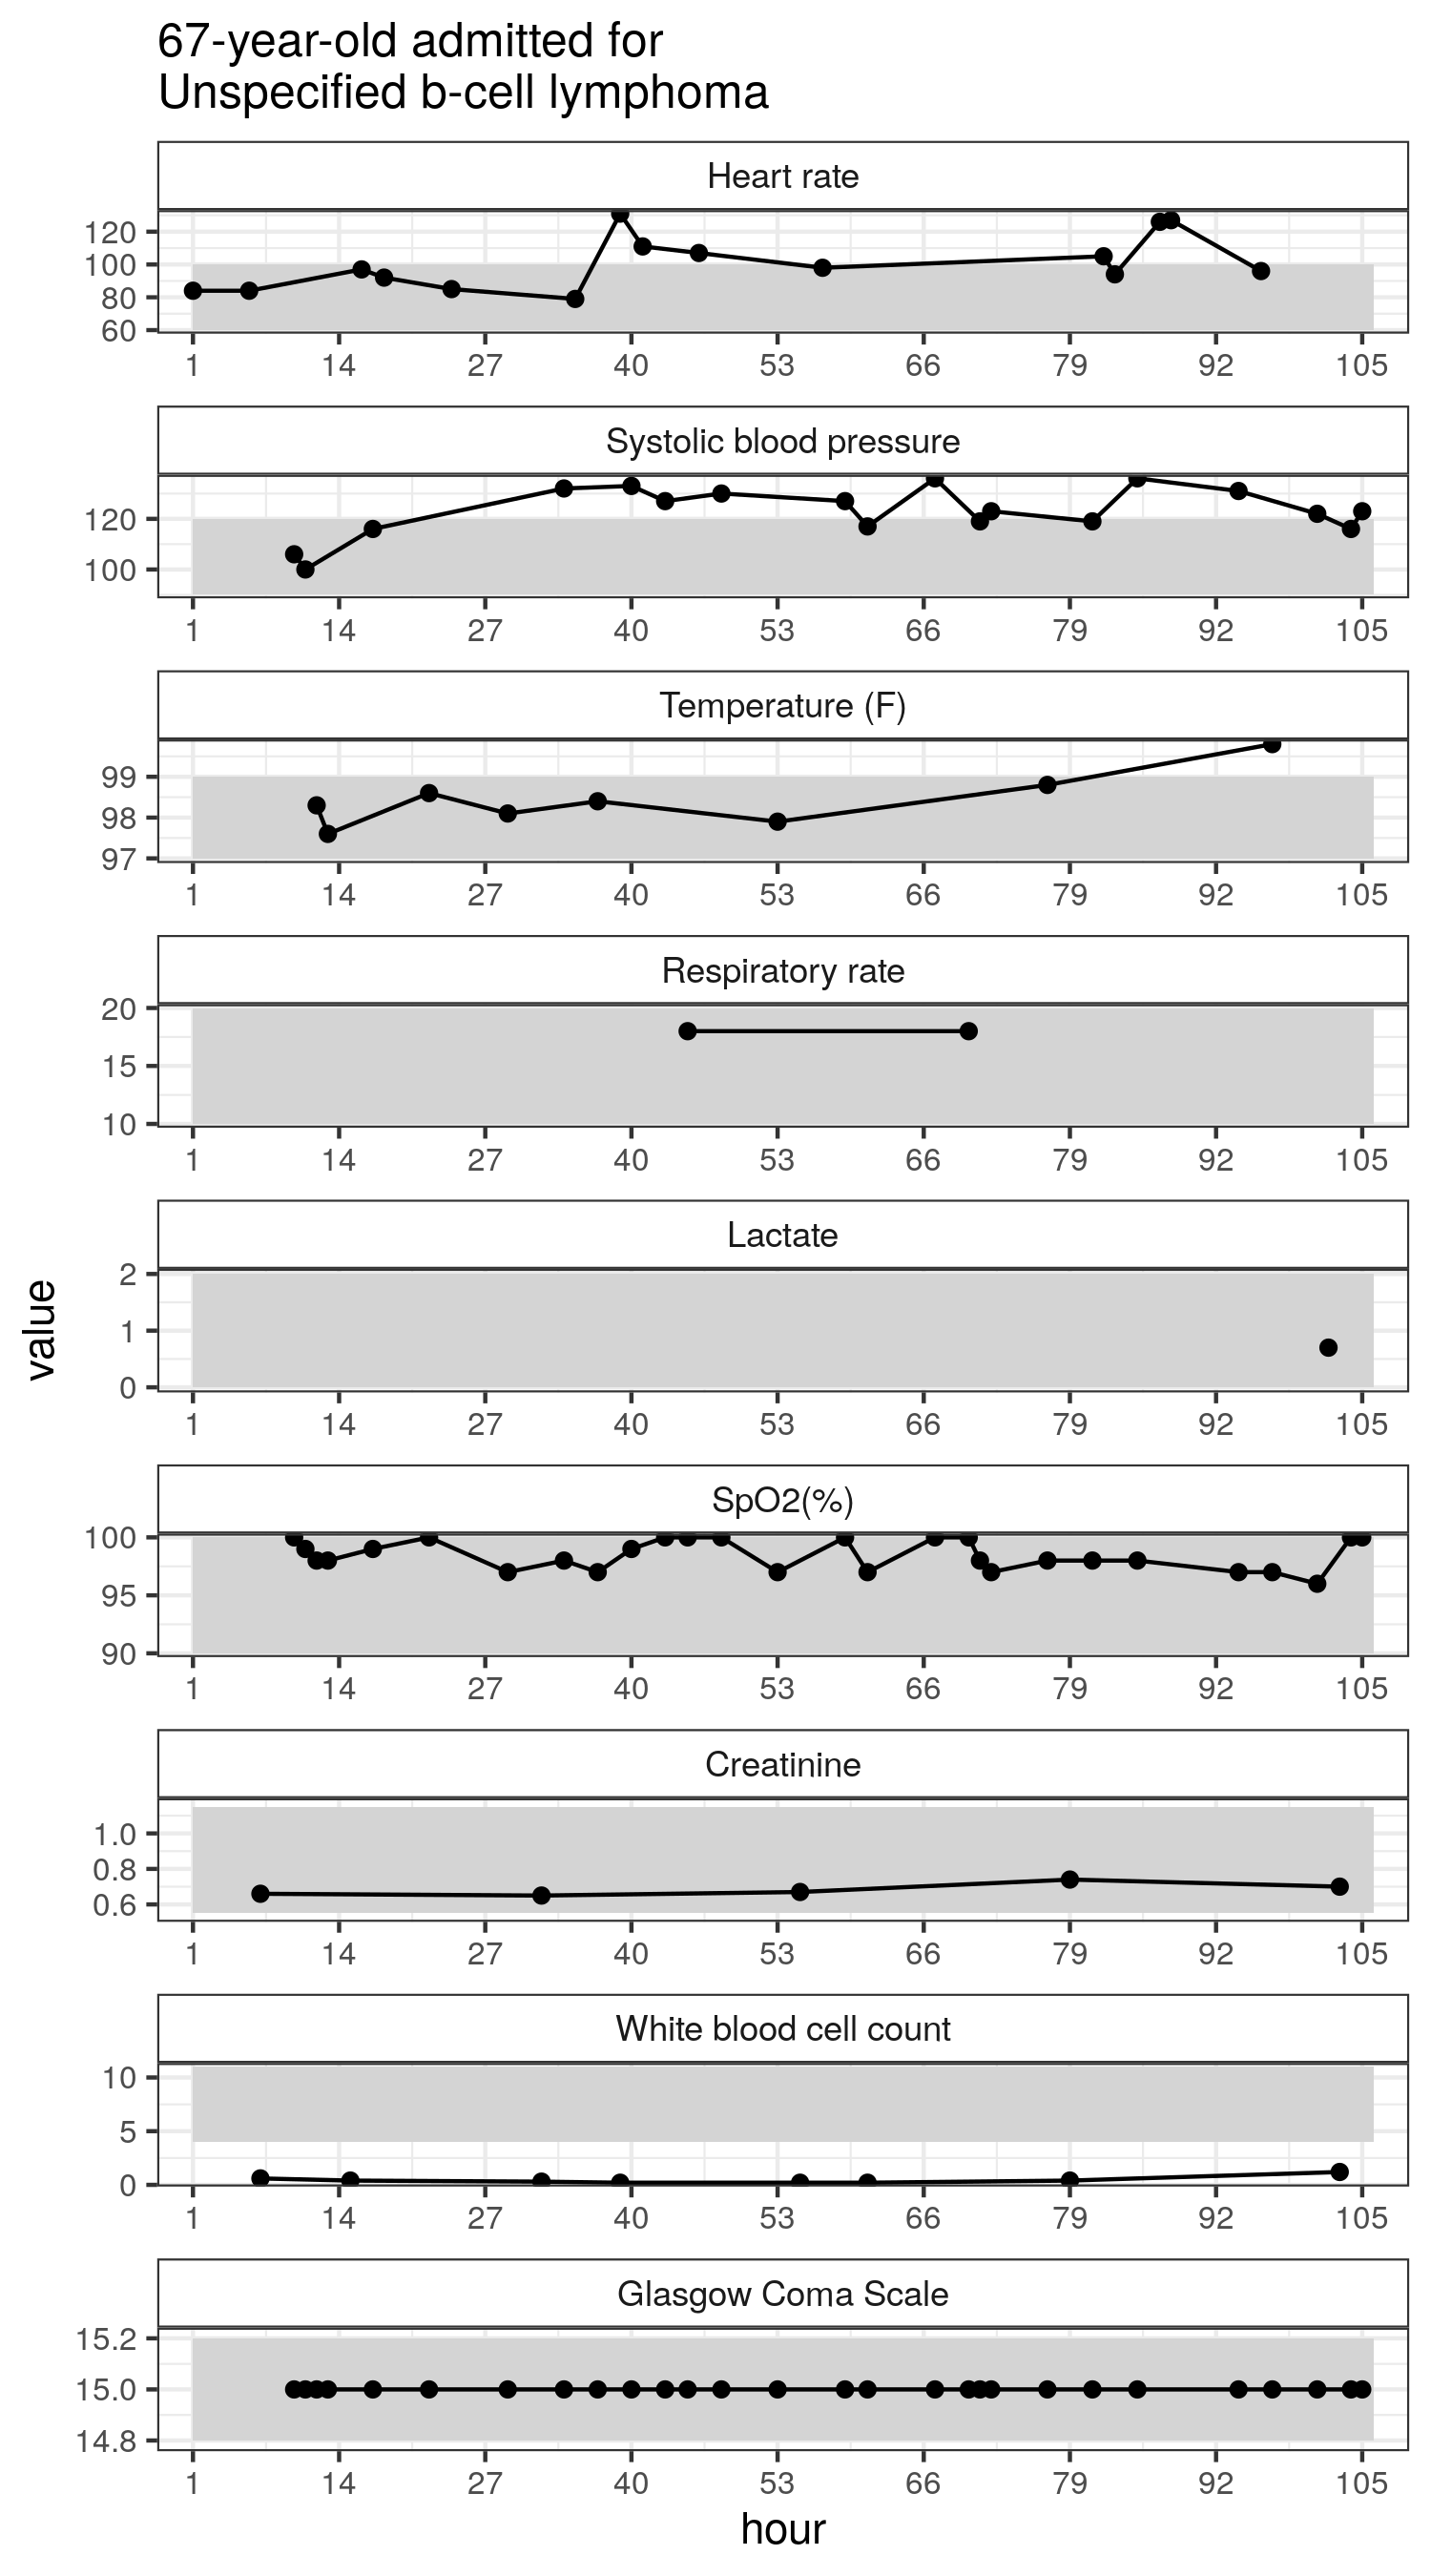 67-year-old admitted for
Unspecified b-cell lymphoma
Heart rate
120
100
80
60
1 14 27 40 53 66 79 92 105
Systolic blood pressure
120
100
1 14 27 40 53 66 79 92 105
Temperature (F)
99
98
97
1 14 27 40 53 66 79 92 105
Respiratory rate
20
15
10
1 14 27 40 53 66 79 92 105
Lactate
2
1
0
1 14 27 40 53 66 79 92 105
value
SpO2(%)
100
95
90
1 14 27 40 53 66 79 92 105
Creatinine
1.0
0.8
0.6
1 14 27 40 53 66 79 92 105
White blood cell count
10
5
0
1 14 27 40 53 66 79 92 105
Glasgow Coma Scale
15.2
15.0
14.8
1 14 27 40 53 66 79 92 105
hour